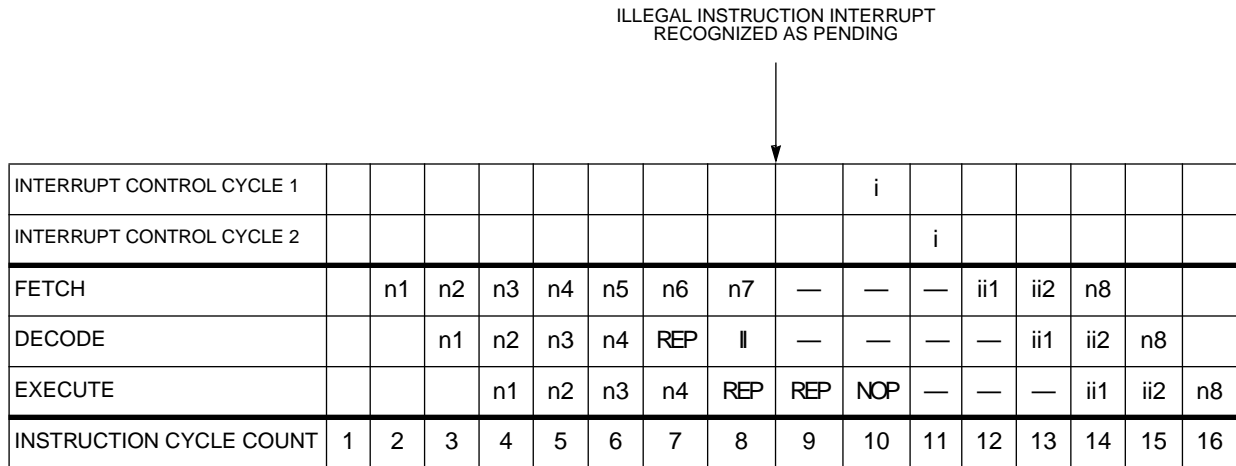 ILLEGAL INSTRUCTION INTERRUPT
RECOGNIZED AS PENDING
INTERRUPT CONTROL CYCLE 1 i
INTERRUPT CONTROL CYCLE 2 i
FETCH n1 n2 n3 n4 n5 n6 n7 — — — ii1 ii2 n8
DECODE n1 n2 n3 n4 REP II — — — — ii1 ii2 n8
EXECUTE n1 n2 n3 n4 REP REP NOP — — — ii1 ii2 n8
INSTRUCTION CYCLE COUNT 1 2 3 4 5 6 7 8 9 10 11 12 13 14 15 16